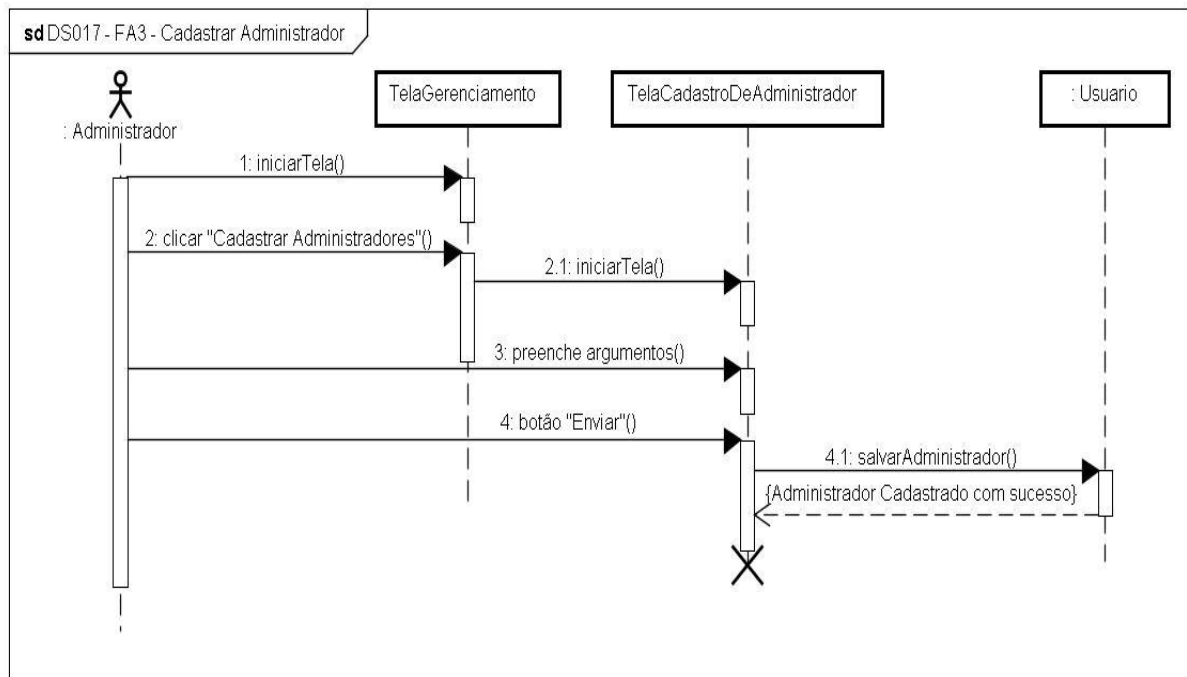 sd DS017 - FA3 - Cadastrar Administrador
: Administrador
TelaGerenciamento
TelaCadastroDeAdministrador
: Usuario
1: iniciarTela()
2: clicar "Cadastrar Administradores"()
2.1: iniciarTela()
3: preenche argumentos()
4: botão "Enviar"()
4.1: salvarAdministrador()
{Administrador Cadastrado com sucesso}